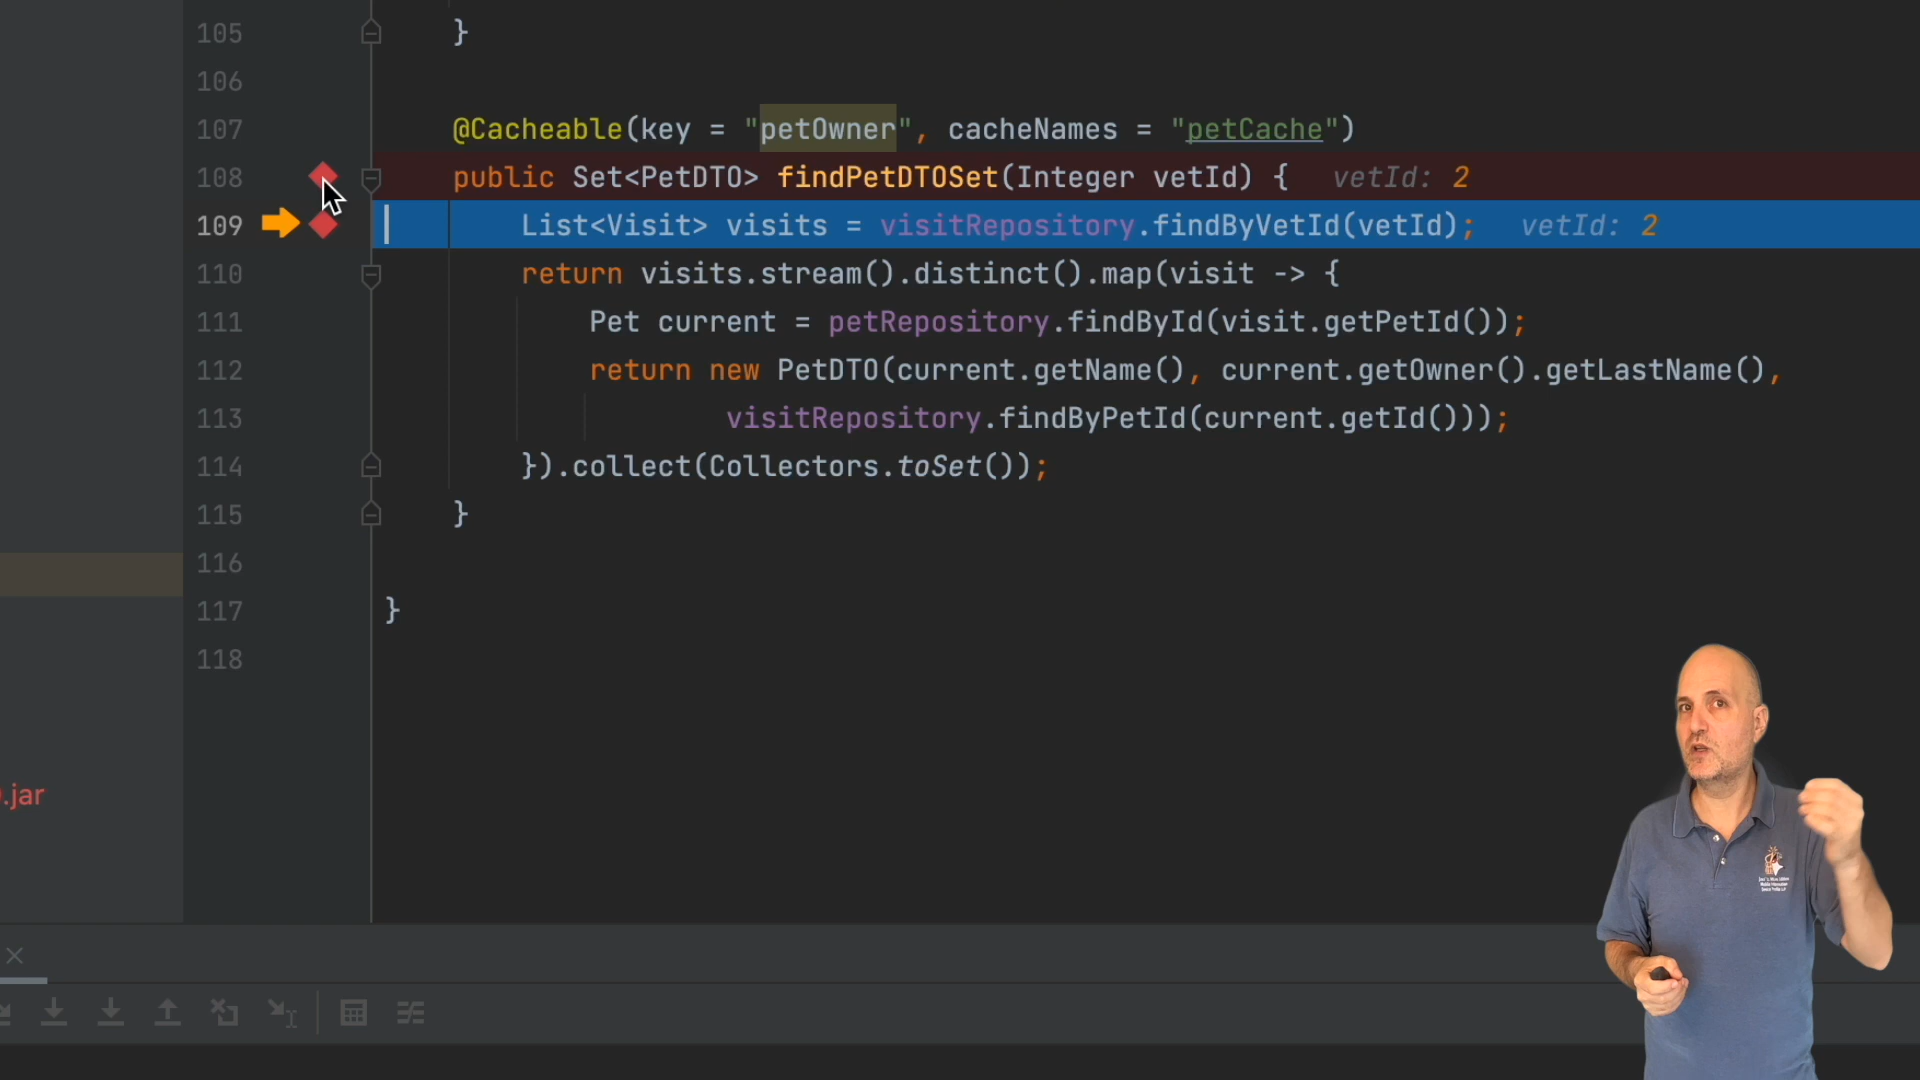 105 }
106
107 @Cacheable(key = "petOwner", cacheNames = "petCache")
108 public Set<PetDTO> findPetDTOSet(Integer vetId) { vetId: 2
109 List<Visit> visits = visitRepository.findByVetId(vetId); vetId: 2
110 return visits.stream().distinct().map(visit -> {
111 Pet current = petRepository.findById(visit.getPetId());
112 return new PetDTO(current.getName(), current.getOwner().getLastName(),
113 visitRepository.findByPetId(current.getId()));
114 }).collect(Collectors.toSet());
115 }
116
117 }
118
.jar